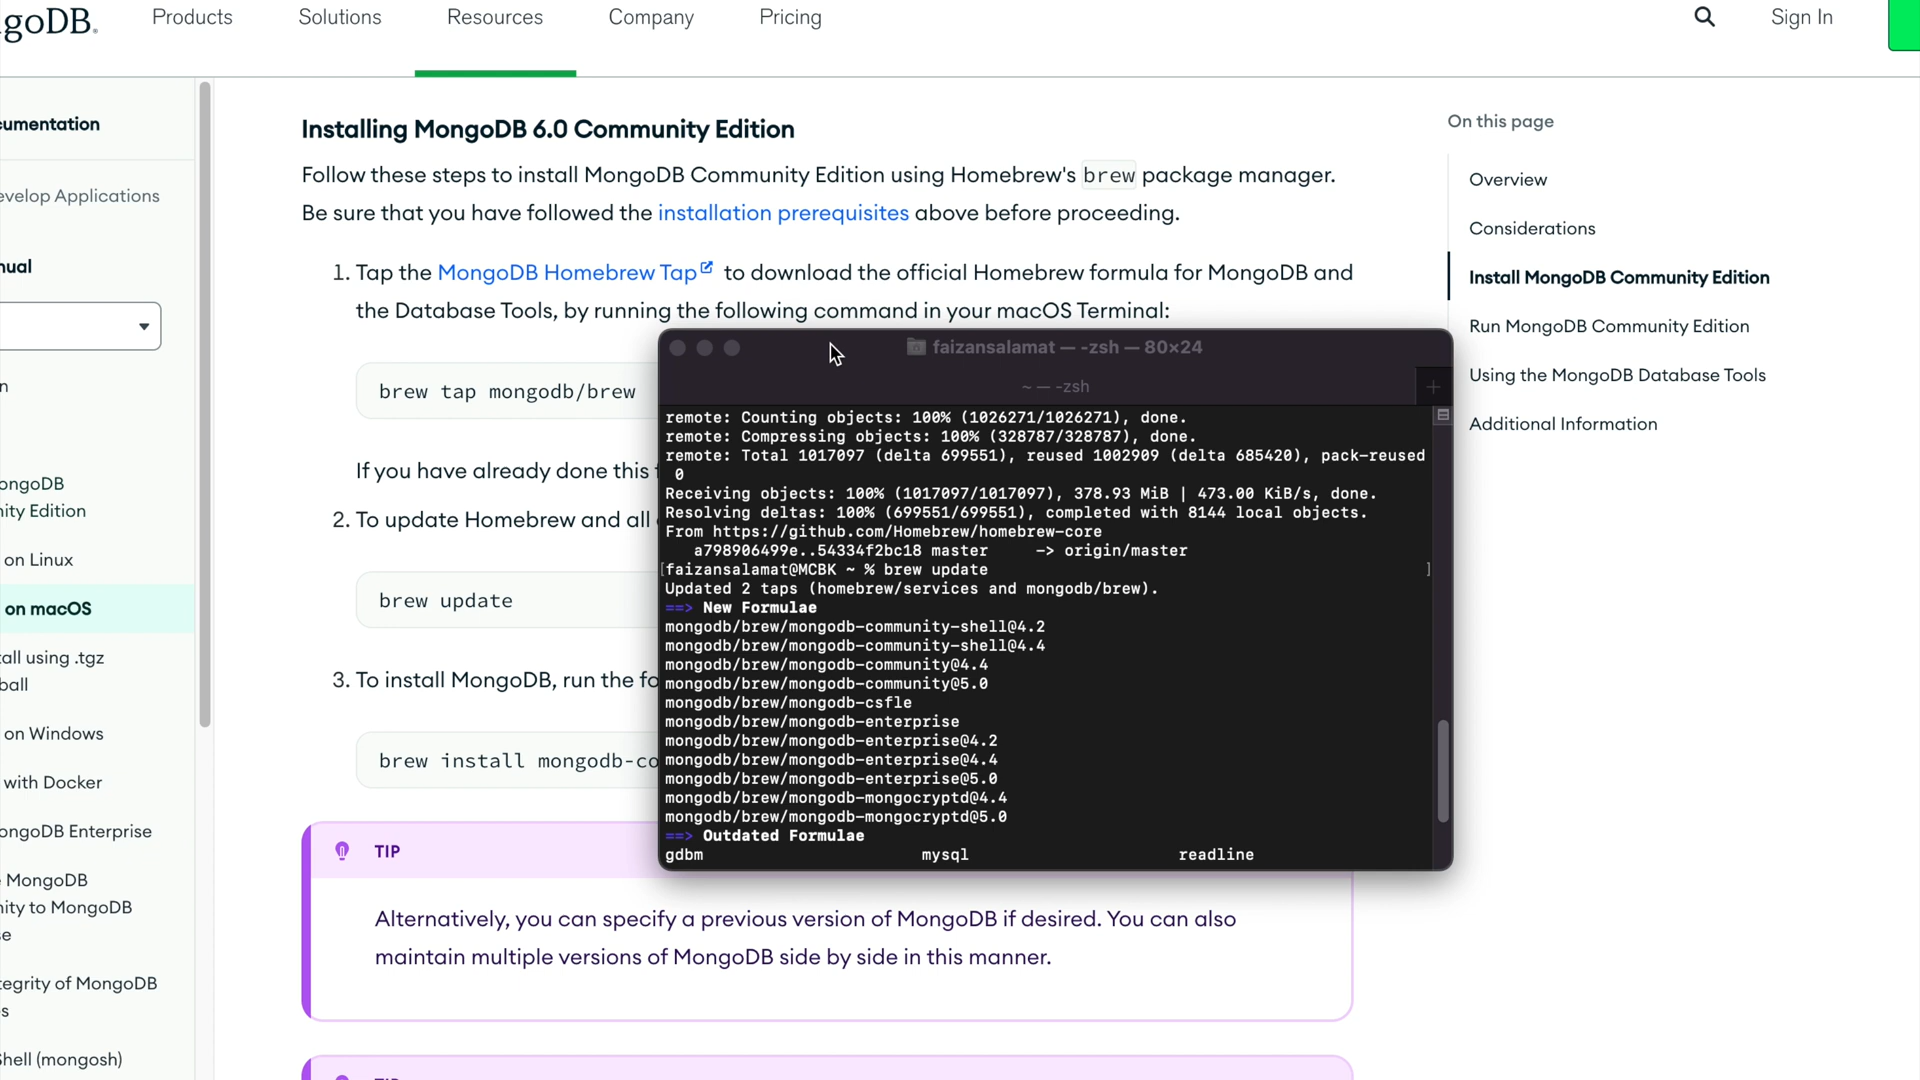 goDB.
Products
Solutions
Resources
Company
Pricing
Sign In
cumentation
evelop Applications
nual
n
ongoDB
nity Edition
on Linux
on macOS
tall using .tgz
ball
on Windows
with Docker
ongoDB Enterprise
MongoDB
nity to MongoDB
se
tegrity of MongoDB
s
Shell (mongosh)
Installing MongoDB 6.0 Community Edition
Follow these steps to install MongoDB Community Edition using Homebrew's brew package manager.
Be sure that you have followed the installation prerequisites above before proceeding.
1. Tap the MongoDB Homebrew Tap to download the official Homebrew formula for MongoDB and
the Database Tools, by running the following command in your macOS Terminal:
brew tap mongodb/brew
If you have already done this
2. To update Homebrew and all
brew update
3. To install MongoDB, run the fo
brew install mongodb-co
TIP
Alternatively, you can specify a previous version of MongoDB if desired. You can also
maintain multiple versions of MongoDB side by side in this manner.
faizansalamat — -zsh — 80×24
~ — -zsh
remote: Counting objects: 100% (1026271/1026271), done.
remote: Compressing objects: 100% (328787/328787), done.
remote: Total 1017097 (delta 699551), reused 1002909 (delta 685420), pack-reused
0
Receiving objects: 100% (1017097/1017097), 378.93 MiB | 473.00 KiB/s, done.
Resolving deltas: 100% (699551/699551), completed with 8144 local objects.
From https://github.com/Homebrew/homebrew-core
a798906499e..54334f2bc18 master -> origin/master
[faizansalamat@MCBK ~ % brew update ]
Updated 2 taps (homebrew/services and mongodb/brew).
==> New Formulae
mongodb/brew/mongodb-community-shell@4.2
mongodb/brew/mongodb-community-shell@4.4
mongodb/brew/mongodb-community@4.4
mongodb/brew/mongodb-community@5.0
mongodb/brew/mongodb-csfle
mongodb/brew/mongodb-enterprise
mongodb/brew/mongodb-enterprise@4.2
mongodb/brew/mongodb-enterprise@4.4
mongodb/brew/mongodb-enterprise@5.0
mongodb/brew/mongodb-mongocryptd@4.4
mongodb/brew/mongodb-mongocryptd@5.0
==> Outdated Formulae
gdbm mysql readline
On this page
Overview
Considerations
Install MongoDB Community Edition
Run MongoDB Community Edition
Using the MongoDB Database Tools
Additional Information